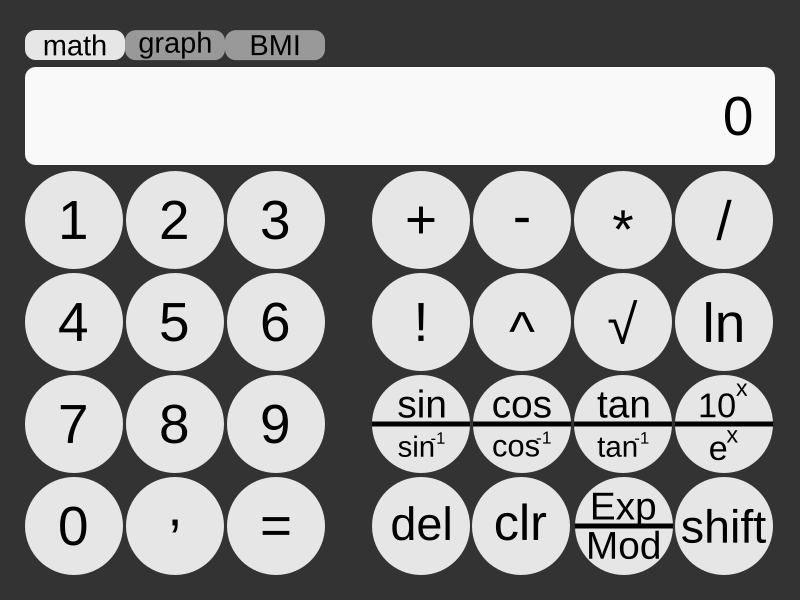 math graph BMI
0
1 2 3 + - * /
4 5 6 ! ^ √ ln
7 8 9 sin cos tan 10ˣ
sin⁻¹ cos⁻¹ tan⁻¹ eˣ
0 , = del clr Exp shift
Mod